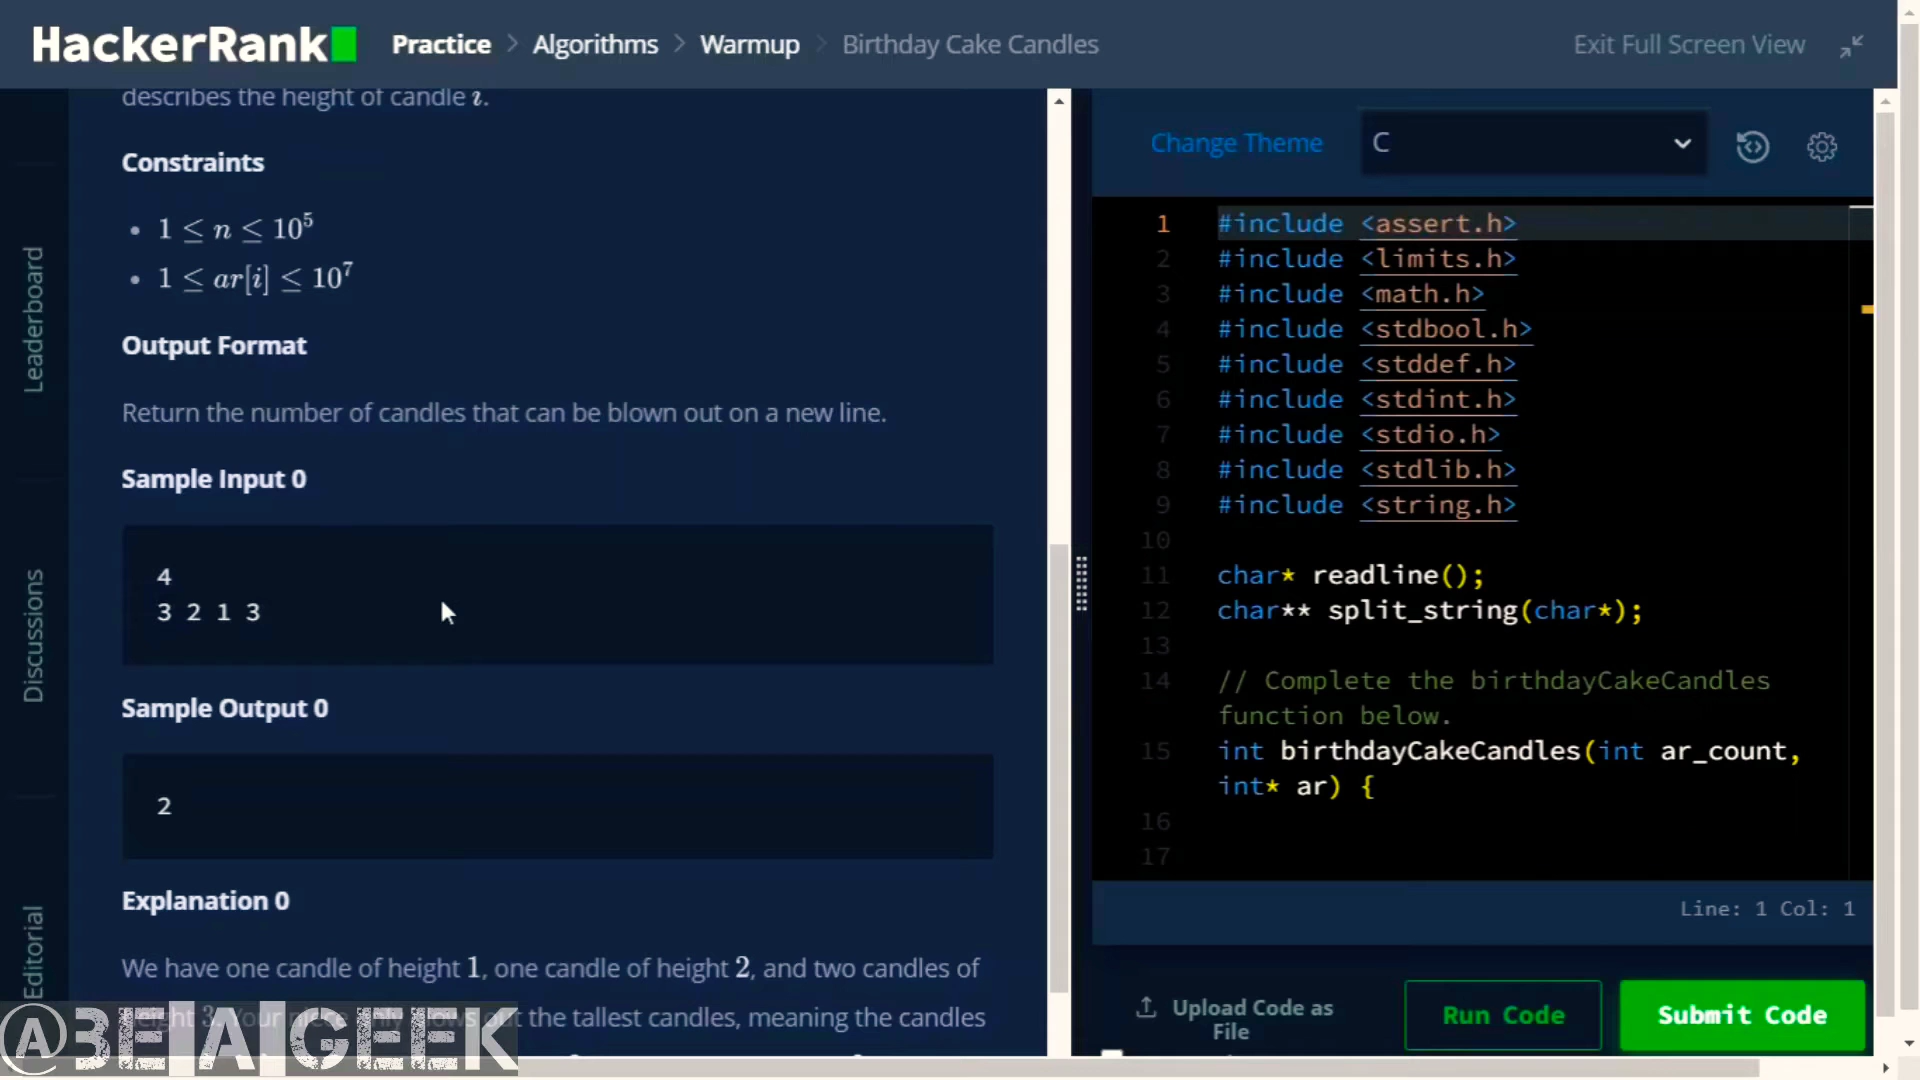 HackerRank
Practice > Algorithms > Warmup > Birthday Cake Candles
Exit Full Screen View
Leaderboard
Discussions
Editorial
describes the height of candle i.
Constraints
• 1 ≤ n ≤ 10⁵
• 1 ≤ ar[i] ≤ 10⁷
Output Format
Return the number of candles that can be blown out on a new line.
Sample Input 0
4
3 2 1 3
Sample Output 0
2
Explanation 0
We have one candle of height 1, one candle of height 2, and two candles of
the tallest candles, meaning the candles
@BE A GEEK
Change Theme
C
1 #include <assert.h>
2 #include <limits.h>
3 #include <math.h>
4 #include <stdbool.h>
5 #include <stddef.h>
6 #include <stdint.h>
7 #include <stdio.h>
8 #include <stdlib.h>
9 #include <string.h>
10
11 char* readline();
12 char** split_string(char*);
13
14 // Complete the birthdayCakeCandles
function below.
15 int birthdayCakeCandles(int ar_count,
int* ar) {
16
17
Line: 1 Col: 1
Upload Code as
File
Run Code
Submit Code